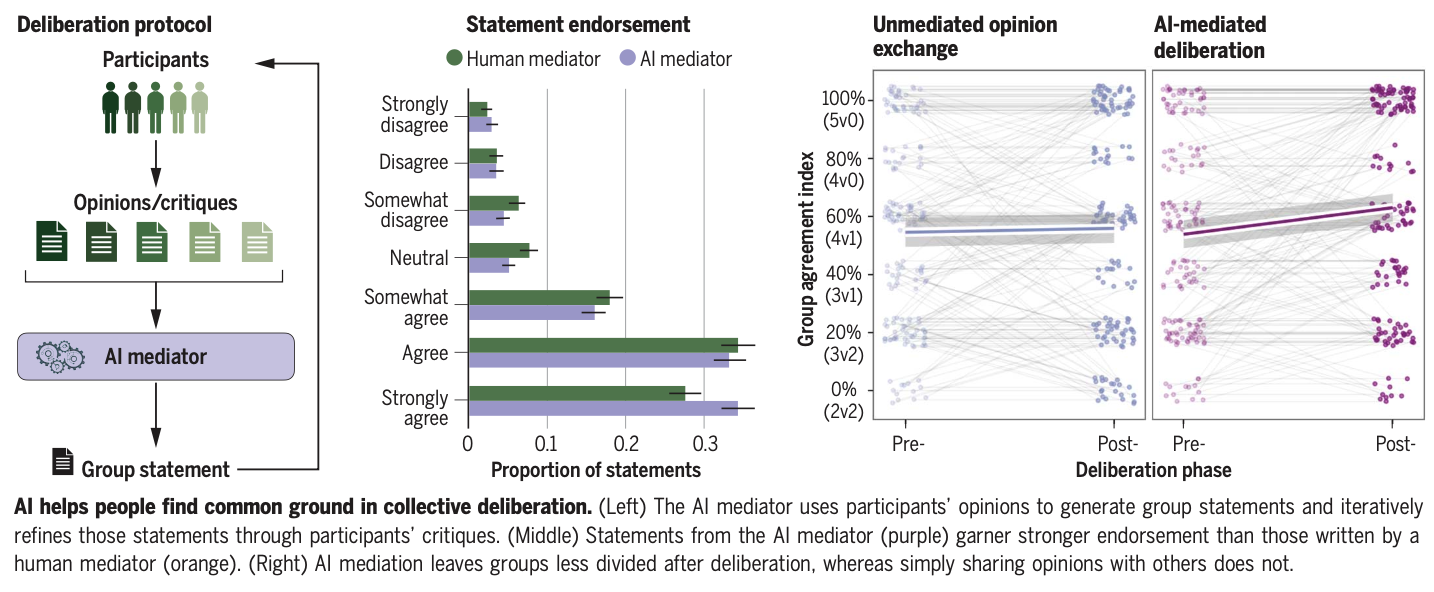 Deliberation protocol
Participants
Opinions/critiques
AI mediator
Group statement
Statement endorsement
Human mediator
AI mediator
Strongly
disagree
Disagree
Somewhat
disagree
Neutral
Somewhat
agree
Agree
Strongly
agree
0 0.1 0.2 0.3
Proportion of statements
Unmediated opinion
exchange
AI-mediated
deliberation
Group agreement index
100%
(5v0)
80%
(4v0)
60%
(4v1)
40%
(3v1)
20%
(3v2)
0%
(2v2)
Pre- Post- Pre- Post-
Deliberation phase
AI helps people find common ground in collective deliberation. (Left) The AI mediator uses participants’ opinions to generate group statements and iteratively
refines those statements through participants’ critiques. (Middle) Statements from the AI mediator (purple) garner stronger endorsement than those written by a
human mediator (orange). (Right) AI mediation leaves groups less divided after deliberation, whereas simply sharing opinions with others does not.